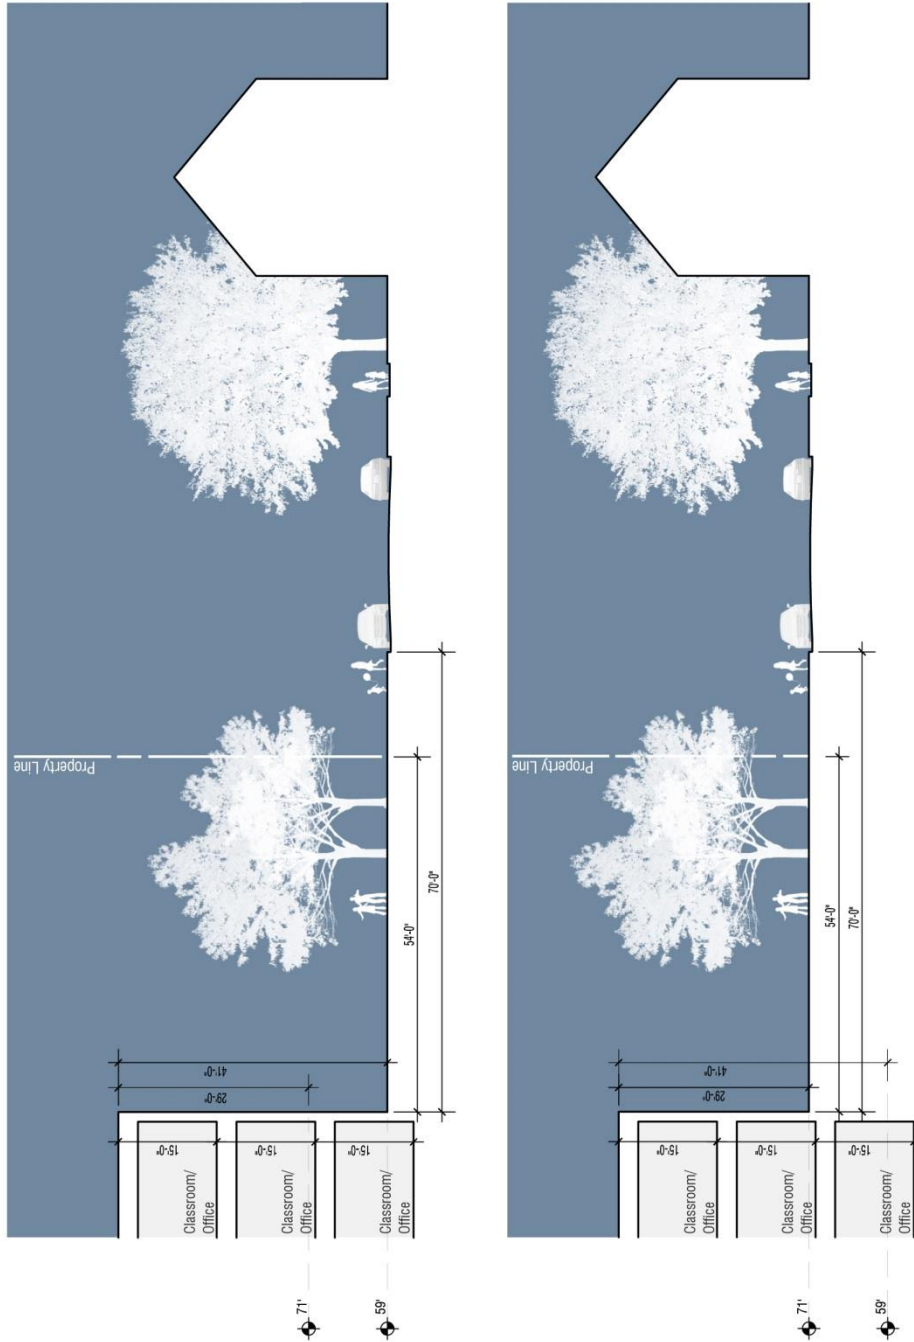 Property Line
Classroom/
Office
15'-0"
29'-0"
41'-0"
Classroom/
Office
15'-0"
71'
Classroom/
Office
15'-0"
59'
54'-0"
70'-0"
Property Line
Classroom/
Office
15'-0"
29'-0"
41'-0"
Classroom/
Office
15'-0"
71'
54'-0"
Classroom/
Office
15'-0"
70'-0"
59'